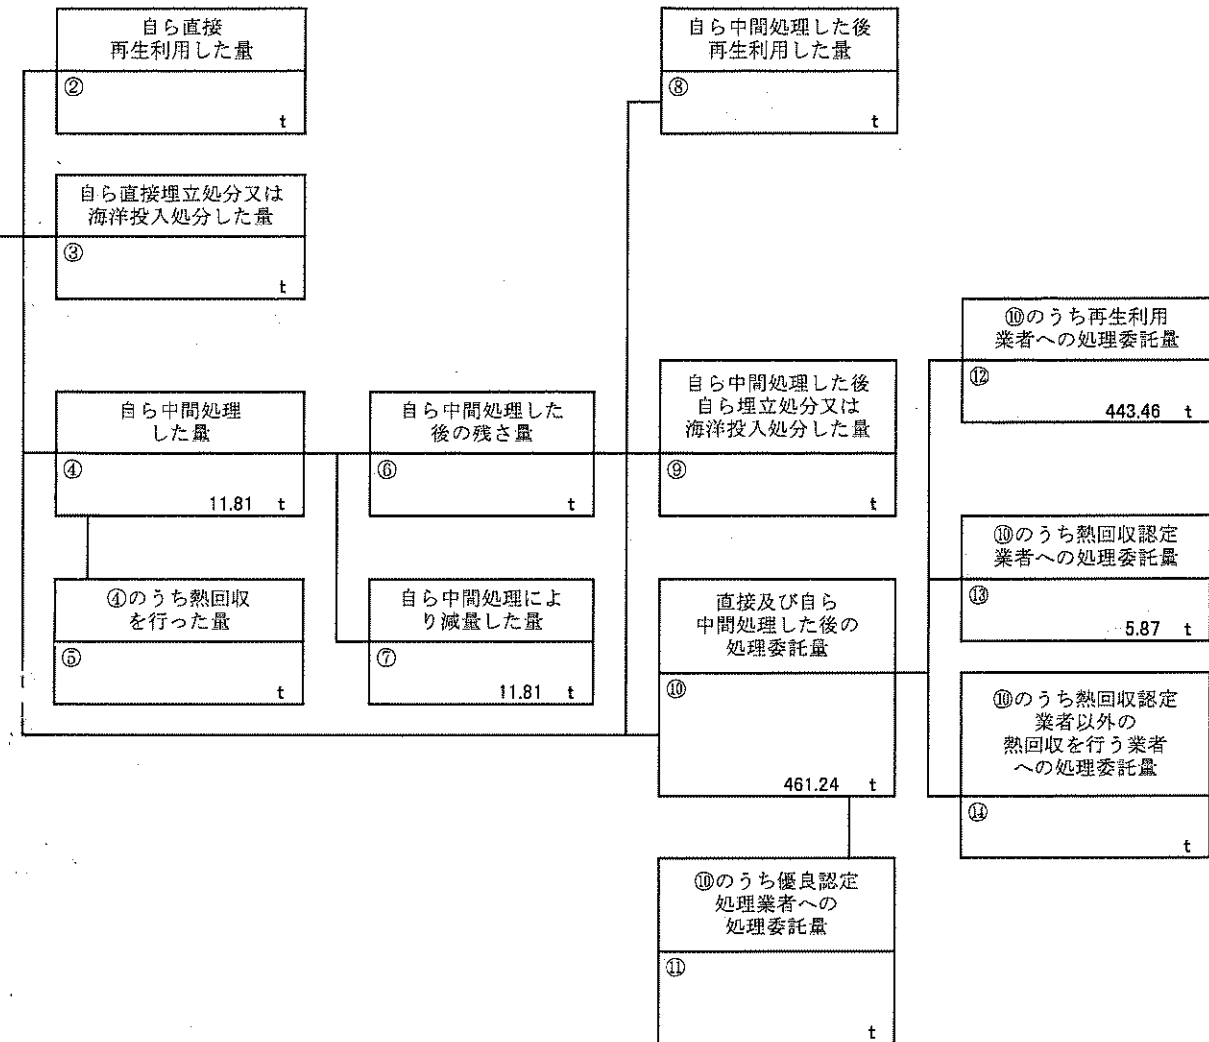 自ら直接
再生利用した量
②
t
自ら中間処理した後
再生利用した量
⑧
t
自ら直接埋立処分又は
海洋投入処分した量
③
t
⑩のうち再生利用
業者への処理委託量
⑫
443.46 t
自ら中間処理
した量
④
11.81 t
自ら中間処理した
後の残さ量
⑥
t
自ら中間処理した後
自ら埋立処分又は
海洋投入処分した量
⑨
t
⑩のうち熱回収認定
業者への処理委託量
⑬
5.87 t
④のうち熱回収
を行った量
⑤
t
自ら中間処理によ
り減量した量
⑦
11.81 t
直接及び自ら
中間処理した後の
処理委託量
⑩
461.24 t
⑩のうち熱回収認定
業者以外の
熱回収を行う業者
への処理委託量
⑭
t
⑩のうち優良認定
処理業者への
処理委託量
⑪
t